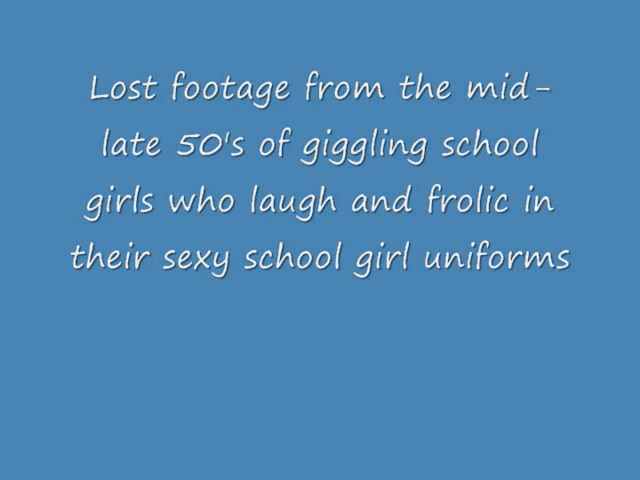 Lost footage from the mid-
late 50's of giggling school
girls who laugh and frolic in
their sexy school girl uniforms